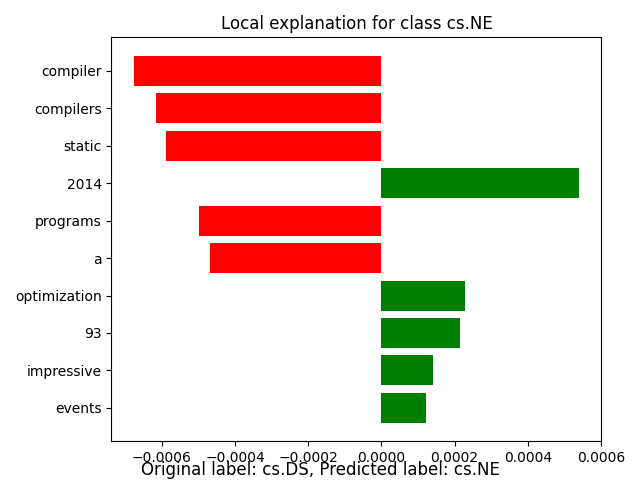 Local explanation for class cs.NE
compiler
compilers
static
2014
programs
a
optimization
93
impressive
events
−0.0006 −0.0004 −0.0002 0.0000 0.0002 0.0004 0.0006
Original label: cs.DS, Predicted label: cs.NE